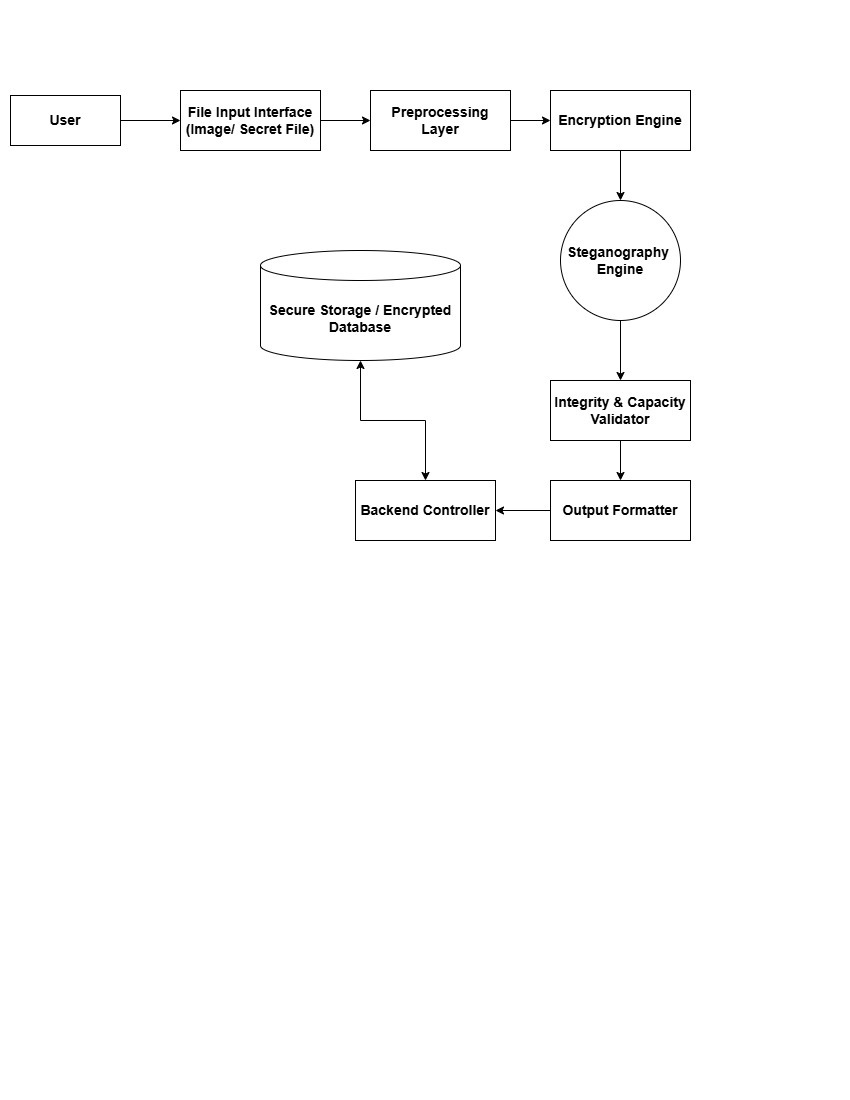 User
File Input Interface
(Image/ Secret File)
Preprocessing
Layer
Encryption Engine
Steganography
Engine
Secure Storage / Encrypted
Database
Integrity & Capacity
Validator
Backend Controller
Output Formatter